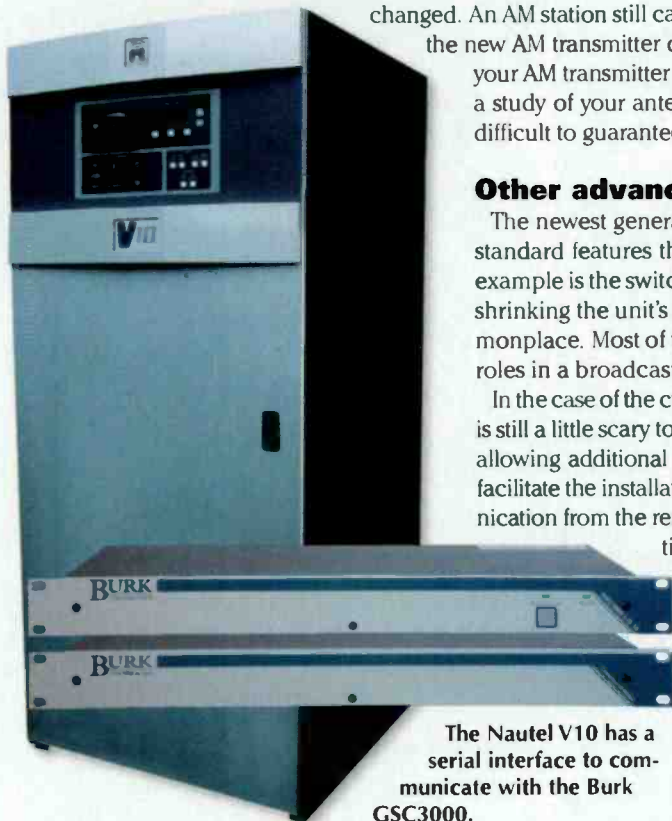 changed. An AM station still ca
the new AM transmitter
your AM transmitter
a study of your ante
difficult to guarantee
Other advanc
The newest genera
standard features th
example is the switc
shrinking the unit's
monplace. Most of
roles in a broadcas
In the case of the c
is still a little scary to
allowing additional
facilitate the installa
nication from the re
ti
V10
BURK
BURK
The Nautel V10 has a
serial interface to com-
municate with the Burk
GSC3000.